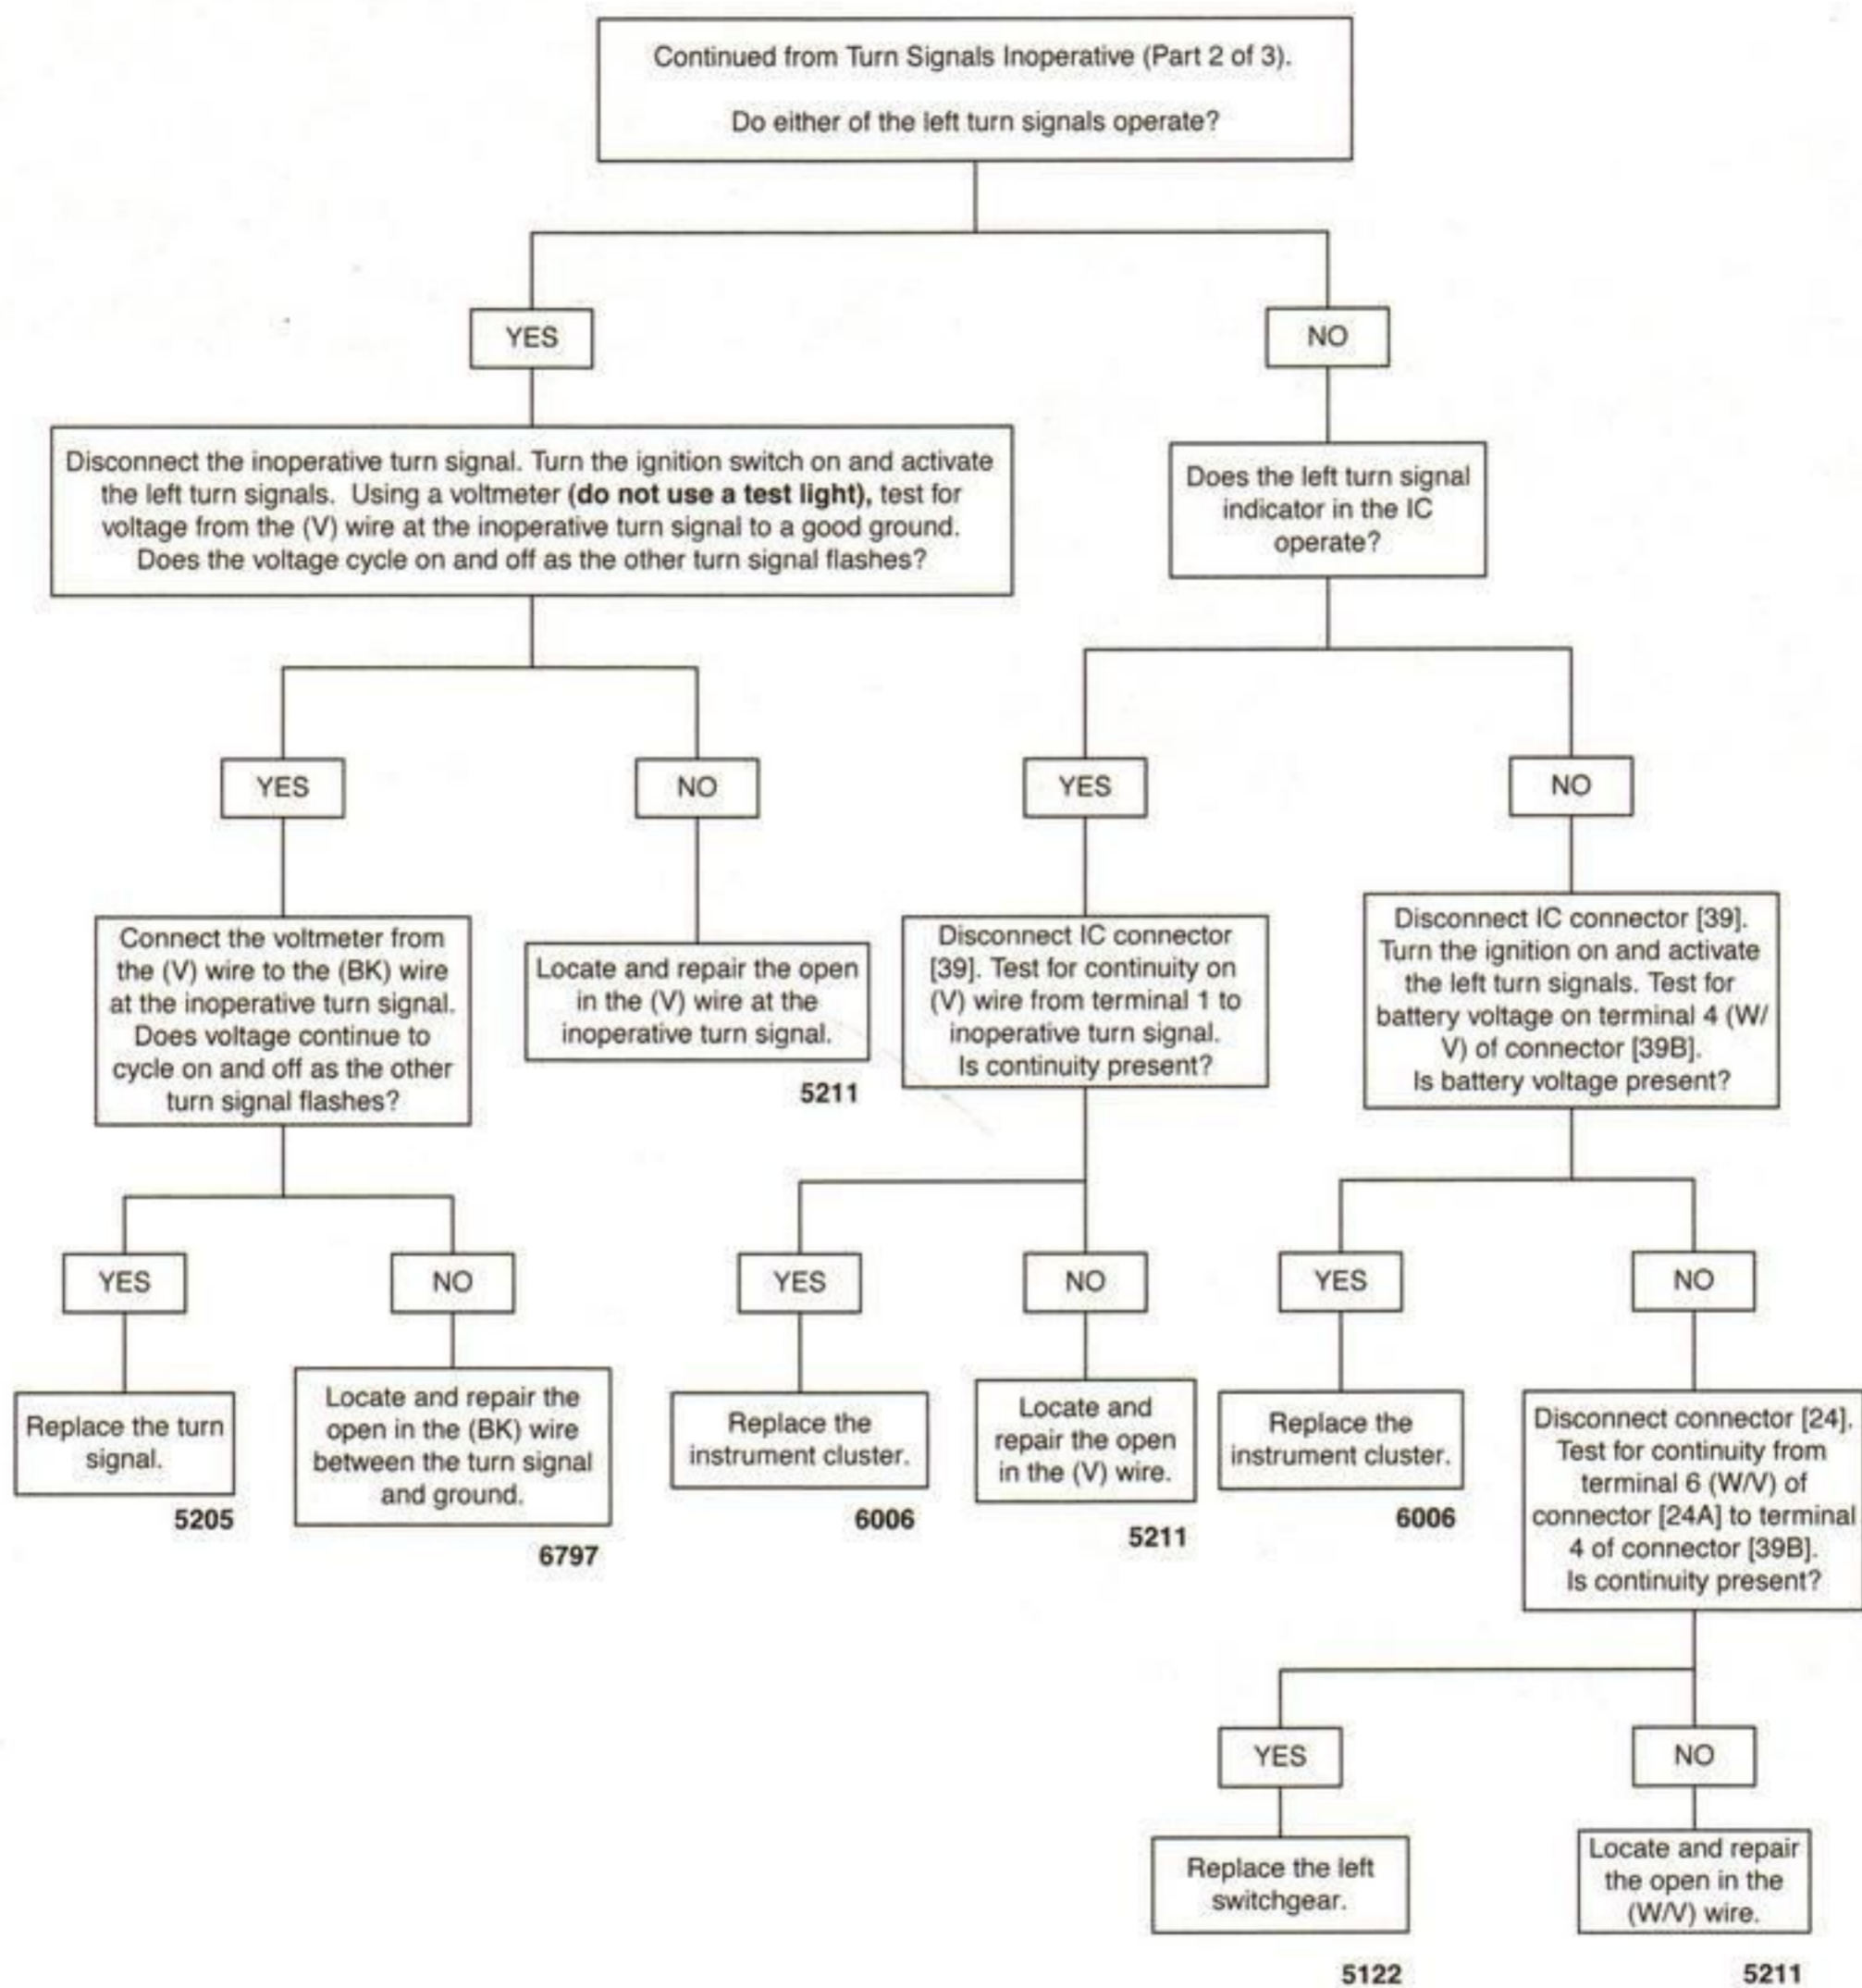 Continued from Turn Signals Inoperative (Part 2 of 3).
Do either of the left turn signals operate?
YES
NO
Disconnect the inoperative turn signal. Turn the ignition switch on and activate
the left turn signals. Using a voltmeter (do not use a test light), test for
voltage from the (V) wire at the inoperative turn signal to a good ground.
Does the voltage cycle on and off as the other turn signal flashes?
Does the left turn signal
indicator in the IC
operate?
YES
NO
YES
NO
Connect the voltmeter from
the (V) wire to the (BK) wire
at the inoperative turn signal.
Does voltage continue to
cycle on and off as the other
turn signal flashes?
Locate and repair the open
in the (V) wire at the
inoperative turn signal.
5211
Disconnect IC connector
[39]. Test for continuity on
(V) wire from terminal 1 to
inoperative turn signal.
Is continuity present?
Disconnect IC connector [39].
Turn the ignition on and activate
the left turn signals. Test for
battery voltage on terminal 4 (W/
V) of connector [39B].
Is battery voltage present?
YES
NO
YES
NO
YES
NO
Replace the turn
signal.
5205
Locate and repair the
open in the (BK) wire
between the turn signal
and ground.
6797
Replace the
instrument cluster.
6006
Locate and
repair the open
in the (V) wire.
5211
Replace the
instrument cluster.
6006
Disconnect connector [24].
Test for continuity from
terminal 6 (W/V) of
connector [24A] to terminal
4 of connector [39B].
Is continuity present?
YES
NO
Replace the left
switchgear.
5122
Locate and repair
the open in the
(W/V) wire.
5211